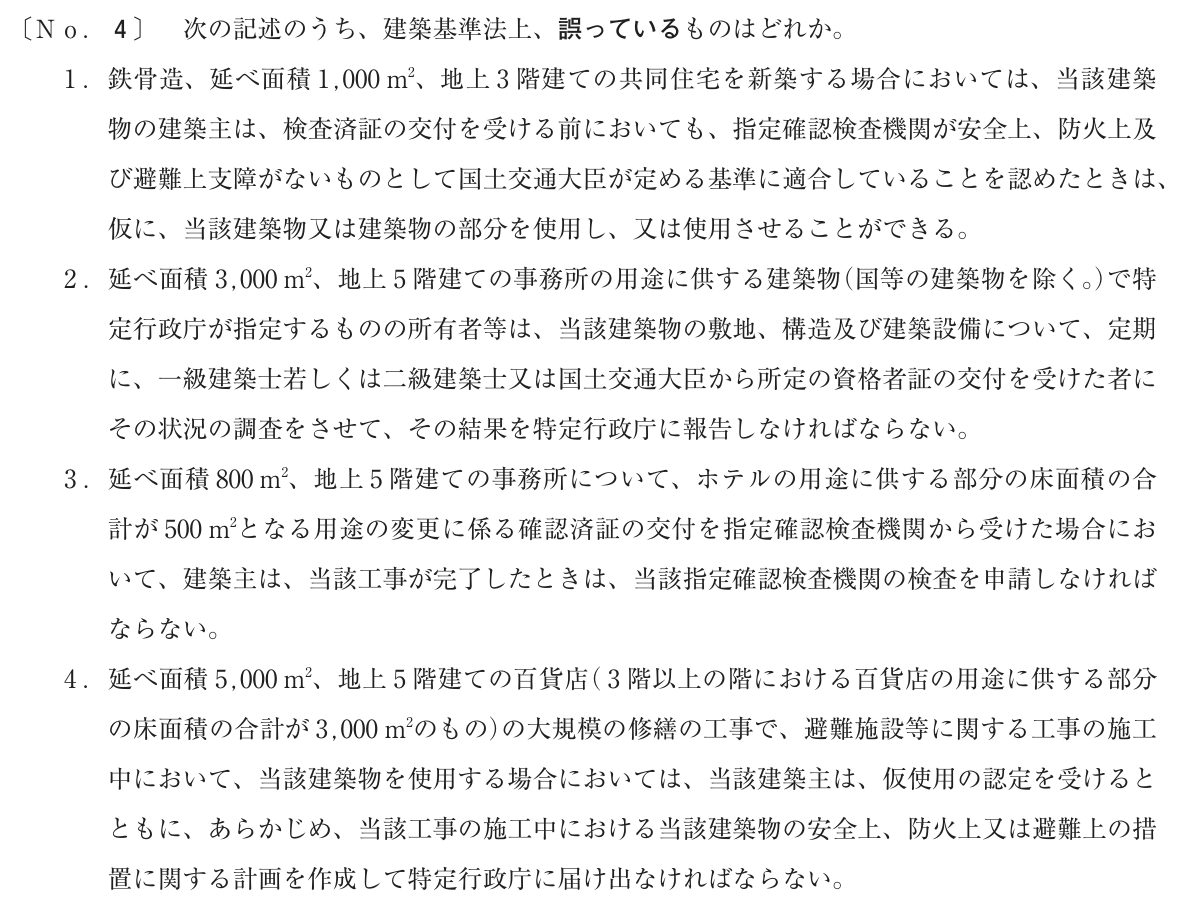 〔No. 4〕 次の記述のうち、建築基準法上、誤っているものはどれか。
1. 鉄骨造、延べ面積1,000 m²、地上3階建ての共同住宅を新築する場合においては、当該建築
物の建築主は、検査済証の交付を受ける前においても、指定確認検査機関が安全上、防火上及
び避難上支障がないものとして国土交通大臣が定める基準に適合していることを認めたときは、
仮に、当該建築物又は建築物の部分を使用し、又は使用させることができる。
2. 延べ面積3,000 m²、地上5階建ての事務所の用途に供する建築物(国等の建築物を除く。)で特
定行政庁が指定するものの所有者等は、当該建築物の敷地、構造及び建築設備について、定期
に、一級建築士若しくは二級建築士又は国土交通大臣から所定の資格者証の交付を受けた者に
その状況の調査をさせて、その結果を特定行政庁に報告しなければならない。
3. 延べ面積800 m²、地上5階建ての事務所について、ホテルの用途に供する部分の床面積の合
計が500 m²となる用途の変更に係る確認済証の交付を指定確認検査機関から受けた場合にお
いて、建築主は、当該工事が完了したときは、当該指定確認検査機関の検査を申請しなければ
ならない。
4. 延べ面積5,000 m²、地上5階建ての百貨店(3階以上の階における百貨店の用途に供する部分
の床面積の合計が3,000 m²のもの)の大規模の修繕の工事で、避難施設等に関する工事の施工
中において、当該建築物を使用する場合においては、当該建築主は、仮使用の認定を受けると
ともに、あらかじめ、当該工事の施工中における当該建築物の安全上、防火上又は避難上の措
置に関する計画を作成して特定行政庁に届け出なければならない。